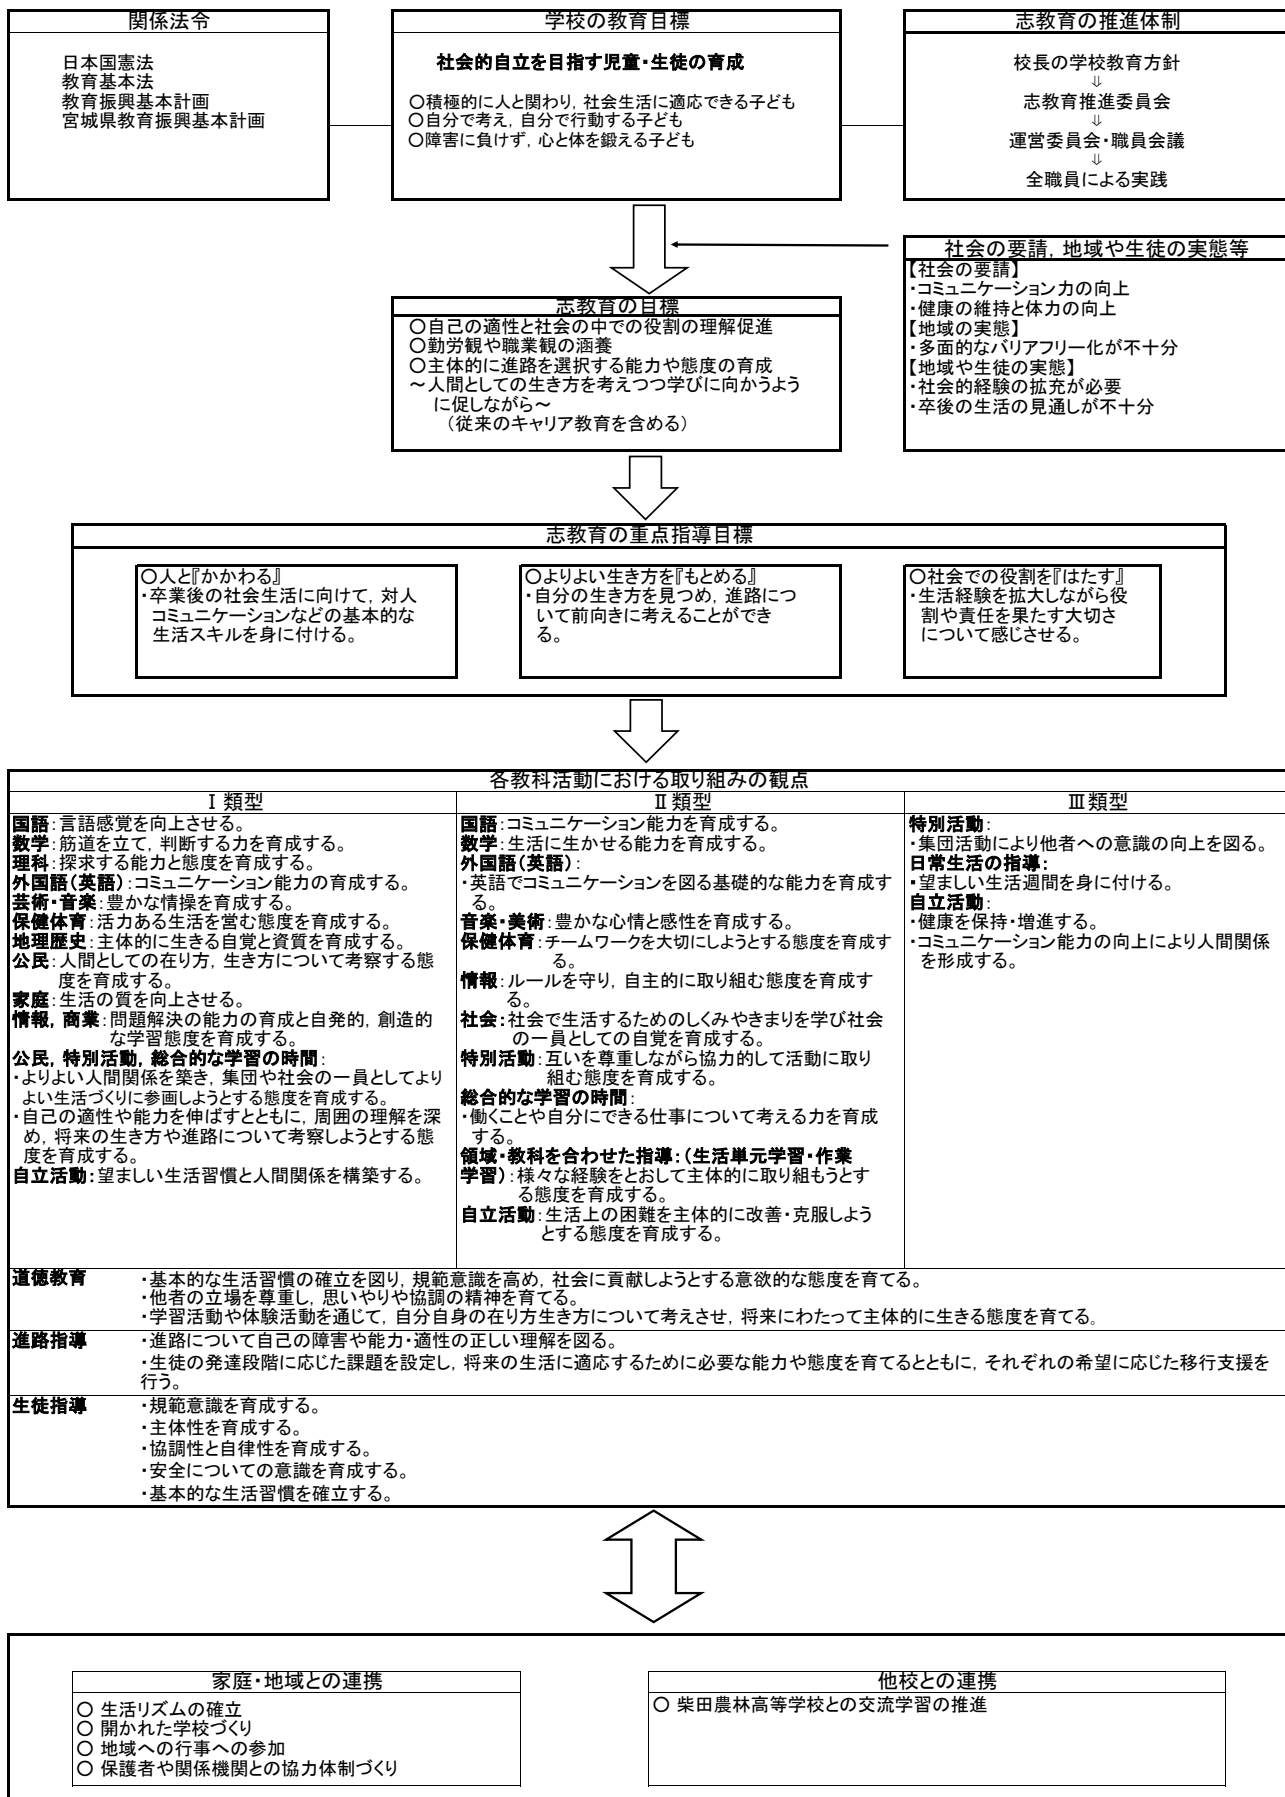 関係法令
日本国憲法
教育基本法
教育振興基本計画
宮城県教育振興基本計画
学校の教育目標
社会的自立を目指す児童・生徒の育成
○積極的に人と関わり，社会生活に適応できる子ども
○自分で考え，自分で行動する子ども
○障害に負けず，心と体を鍛える子ども
志教育の推進体制
校長の学校教育方針
⇓
志教育推進委員会
⇓
運営委員会・職員会議
⇓
全職員による実践
社会の要請，地域や生徒の実態等
【社会の要請】
・コミュニケーション力の向上
・健康の維持と体力の向上
【地域の実態】
・多面的なバリアフリー化が不十分
【地域や生徒の実態】
・社会的経験の拡充が必要
・卒後の生活の見通しが不十分
志教育の目標
○自己の適性と社会の中での役割の理解促進
○勤労観や職業観の涵養
○主体的に進路を選択する能力や態度の育成
～人間としての生き方を考えつつ学びに向かうよう
に促しながら～
（従来のキャリア教育を含める）
志教育の重点指導目標
○人と『かかわる』
・卒業後の社会生活に向けて，対人
コミュニケーションなどの基本的な
生活スキルを身に付ける。
○よりよい生き方を『もとめる』
・自分の生き方を見つめ，進路につ
いて前向きに考えることができ
る。
○社会での役割を『はたす』
・生活経験を拡大しながら役
割や責任を果たす大切さ
について感じさせる。
各教科活動における取り組みの観点
Ⅰ類型
国語：言語感覚を向上させる。
数学：筋道を立て，判断する力を育成する。
理科：探求する能力と態度を育成する。
外国語（英語）：コミュニケーション能力の育成する。
芸術・音楽：豊かな情操を育成する。
保健体育：活力ある生活を営む態度を育成する。
地理歴史：主体的に生きる自覚と資質を育成する。
公民：人間としての在り方，生き方について考察する態
度を育成する。
家庭：生活の質を向上させる。
情報，商業：問題解決の能力の育成と自発的，創造的
な学習態度を育成する。
公民，特別活動，総合的な学習の時間：
・よりよい人間関係を築き，集団や社会の一員としてより
よい生活づくりに参画しようとする態度を育成する。
・自己の適性や能力を伸ばすとともに，周囲の理解を深
め，将来の生き方や進路について考察しようとする態
度を育成する。
自立活動：望ましい生活習慣と人間関係を構築する。
Ⅱ類型
国語：コミュニケーション能力を育成する。
数学：生活に生かせる能力を育成する。
外国語（英語）：
・英語でコミュニケーションを図る基礎的な能力を育成す
る。
音楽・美術：豊かな心情と感性を育成する。
保健体育：チームワークを大切にしようとする態度を育成す
る。
情報：ルールを守り，自主的に取り組む態度を育成す
る。
社会：社会で生活するためのしくみやきまりを学び社会
の一員としての自覚を育成する。
特別活動：互いを尊重しながら協力的して活動に取り
組む態度を育成する。
総合的な学習の時間：
・働くことや自分にできる仕事について考える力を育成
する。
領域・教科を合わせた指導：（生活単元学習・作業
学習）：様々な経験をとおして主体的に取り組もうとす
る態度を育成する。
自立活動：生活上の困難を主体的に改善・克服しよう
とする態度を育成する。
Ⅲ類型
特別活動：
・集団活動により他者への意識の向上を図る。
日常生活の指導：
・望ましい生活週間を身に付ける。
自立活動：
・健康を保持・増進する。
・コミュニケーション能力の向上により人間関係
を形成する。
道徳教育
・基本的な生活習慣の確立を図り，規範意識を高め，社会に貢献しようとする意欲的な態度を育てる。
・他者の立場を尊重し，思いやりや協調の精神を育てる。
・学習活動や体験活動を通じて，自分自身の在り方生き方について考えさせ，将来にわたって主体的に生きる態度を育てる。
進路指導
・進路について自己の障害や能力・適性の正しい理解を図る。
・生徒の発達段階に応じた課題を設定し，将来の生活に適応するために必要な能力や態度を育てるとともに，それぞれの希望に応じた移行支援を
行う。
生徒指導
・規範意識を育成する。
・主体性を育成する。
・協調性と自律性を育成する。
・安全についての意識を育成する。
・基本的な生活習慣を確立する。
家庭・地域との連携
○ 生活リズムの確立
○ 開かれた学校づくり
○ 地域への行事への参加
○ 保護者や関係機関との協力体制づくり
他校との連携
○ 柴田農林高等学校との交流学習の推進